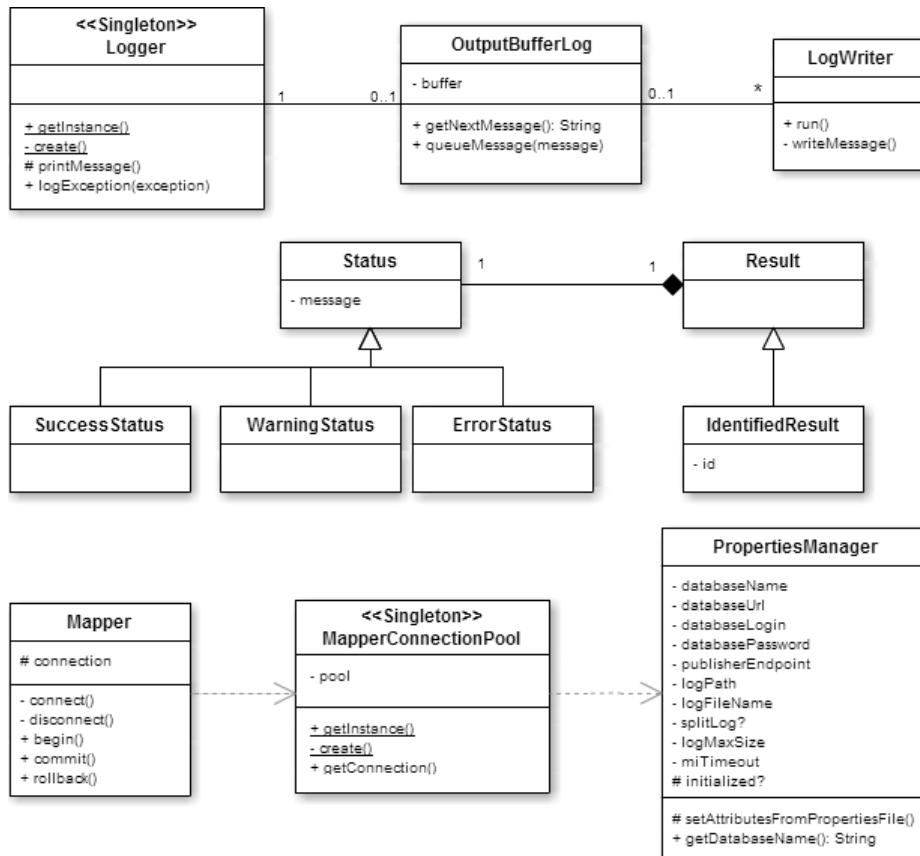 <<Singleton>>
Logger
+ getInstance()
- create()
# printMessage()
+ logException(exception)
1
0..1
OutputBufferLog
- buffer
+ getNextMessage(): String
+ queueMessage(message)
0..1
*
LogWriter
+ run()
- writeMessage()
Status
- message
1
1
Result
SuccessStatus
WarningStatus
ErrorStatus
IdentifiedResult
- id
Mapper
# connection
- connect()
- disconnect()
+ begin()
+ commit()
+ rollback()
<<Singleton>>
MapperConnectionPool
- pool
+ getInstance()
- create()
+ getConnection()
PropertiesManager
- databaseName
- databaseUrl
- databaseLogin
- databasePassword
- publisherEndpoint
- logPath
- logFileName
- splitLog?
- logMaxSize
- miTimeout
# initialized?
# setAttributesFromPropertiesFile()
+ getDatabaseName(): String